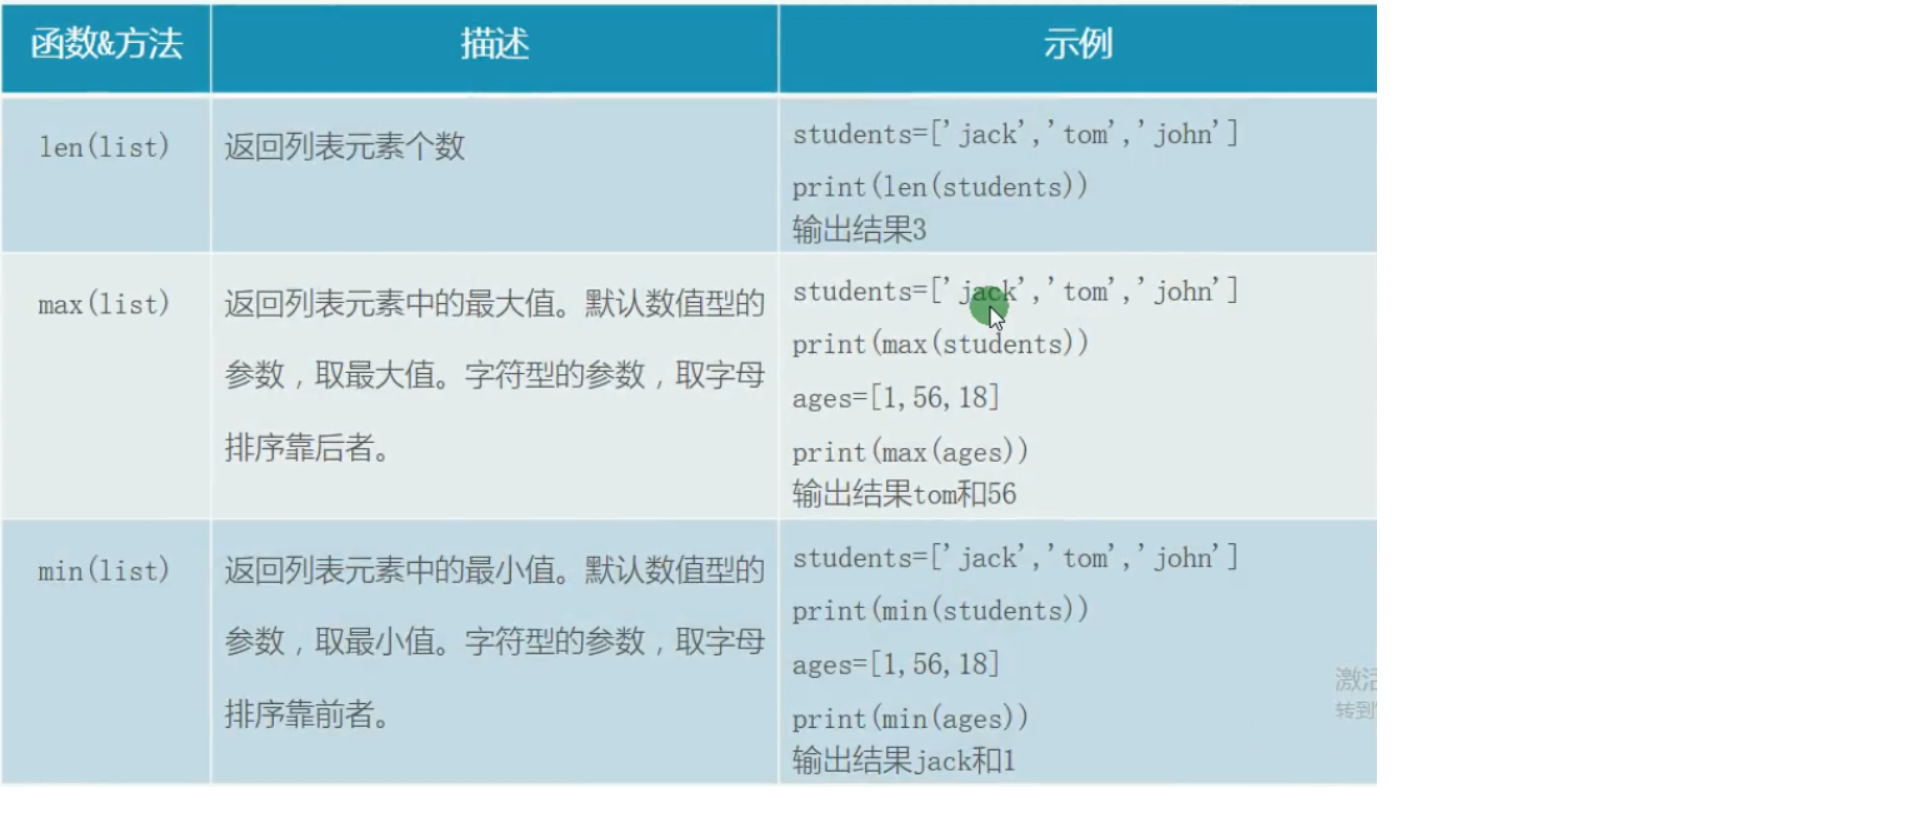 函数&方法 描述 示例
len(list) 返回列表元素个数
students=['jack','tom','john']
print(len(students))
输出结果3
max(list) 返回列表元素中的最大值。默认数值型的
参数，取最大值。字符型的参数，取字母
排序靠后者。
students=['jack','tom','john']
print(max(students))
ages=[1,56,18]
print(max(ages))
输出结果tom和56
min(list) 返回列表元素中的最小值。默认数值型的
参数，取最小值。字符型的参数，取字母
排序靠前者。
students=['jack','tom','john']
print(min(students))
ages=[1,56,18]
print(min(ages))
输出结果jack和1
激活
转到